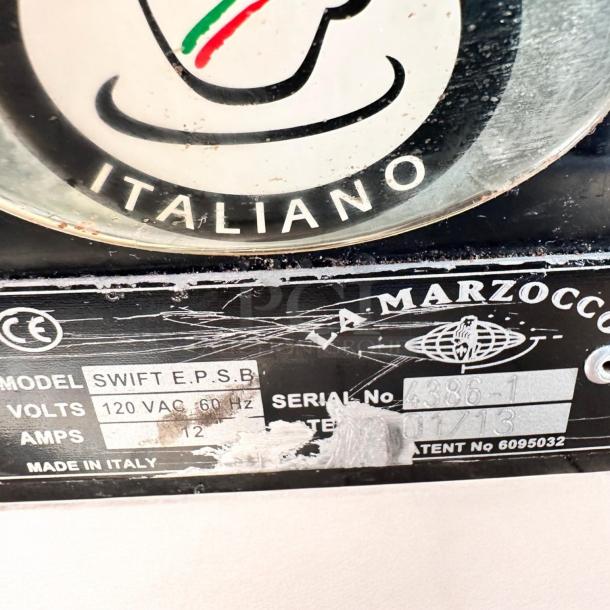 ITALIANO
CE
LA MARZOCCO
MODEL SWIFT E.P.S.B
VOLTS 120 VAC 60 Hz
AMPS 12
MADE IN ITALY
SERIAL No 4386-1
11/13
PATENT No 6095032